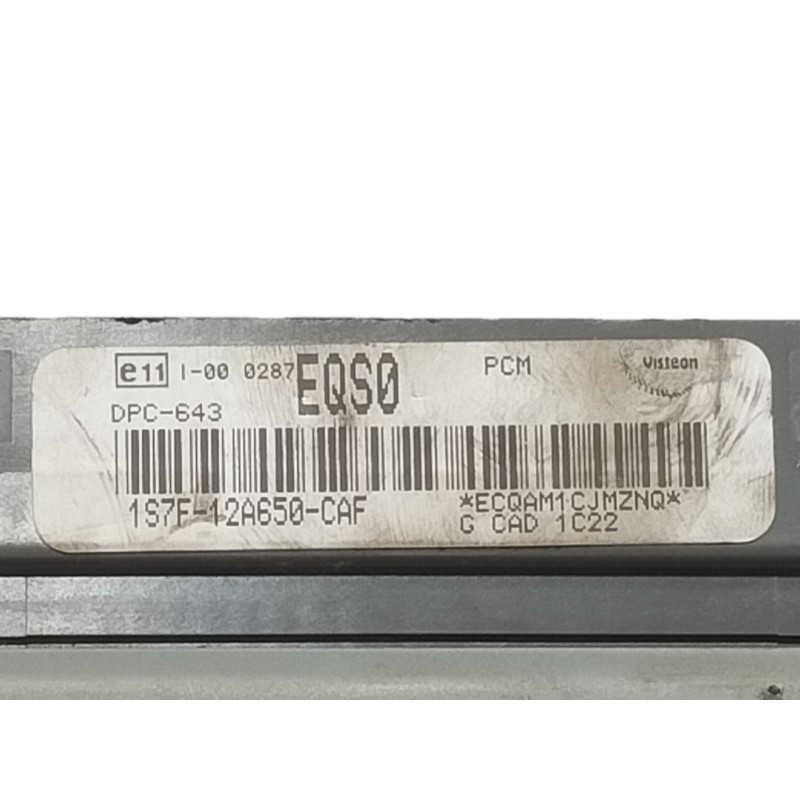 e11 I-00 0287 EQS0 PCM Visteon
DPC-643
1S7F-12A650-CAF *ECQAM1CJMZNQ*
G CAD 1C22